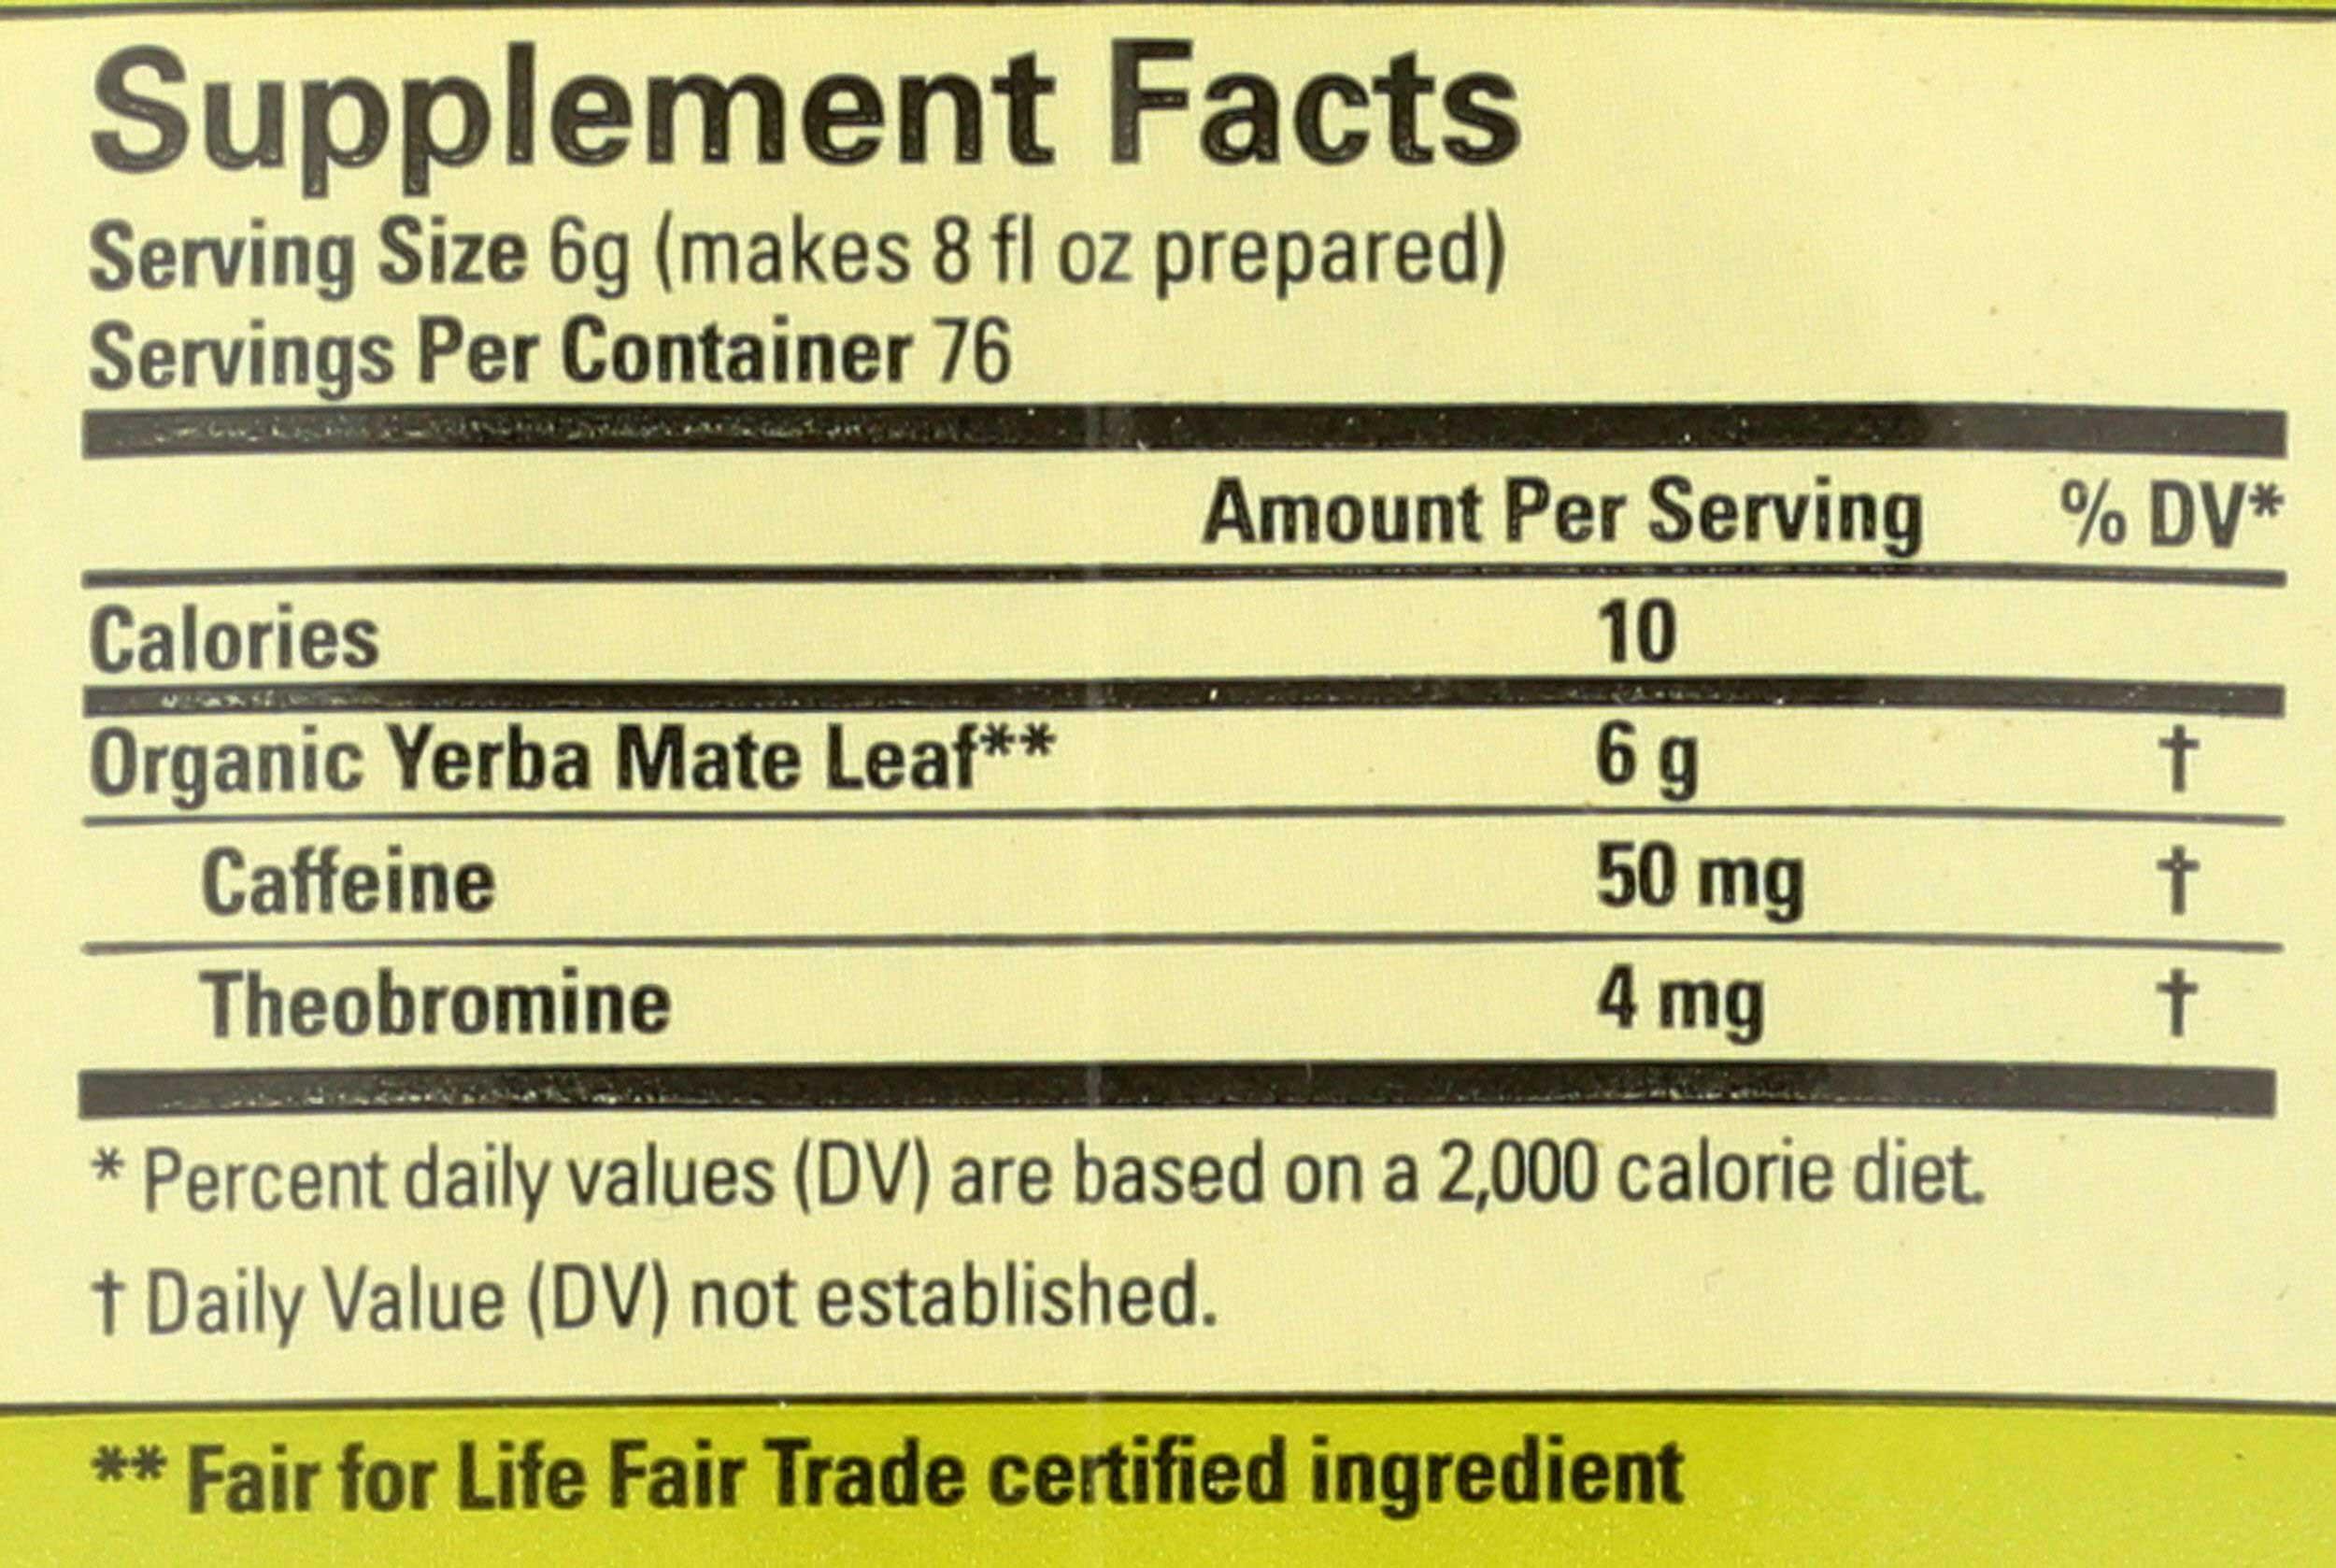 Supplement Facts
Serving Size 6g (makes 8 fl oz prepared)
Servings Per Container 76
Amount Per Serving % DV*
Calories 10
Organic Yerba Mate Leaf** 6 g †
Caffeine 50 mg †
Theobromine 4 mg †
* Percent daily values (DV) are based on a 2,000 calorie diet.
† Daily Value (DV) not established.
** Fair for Life Fair Trade certified ingredient